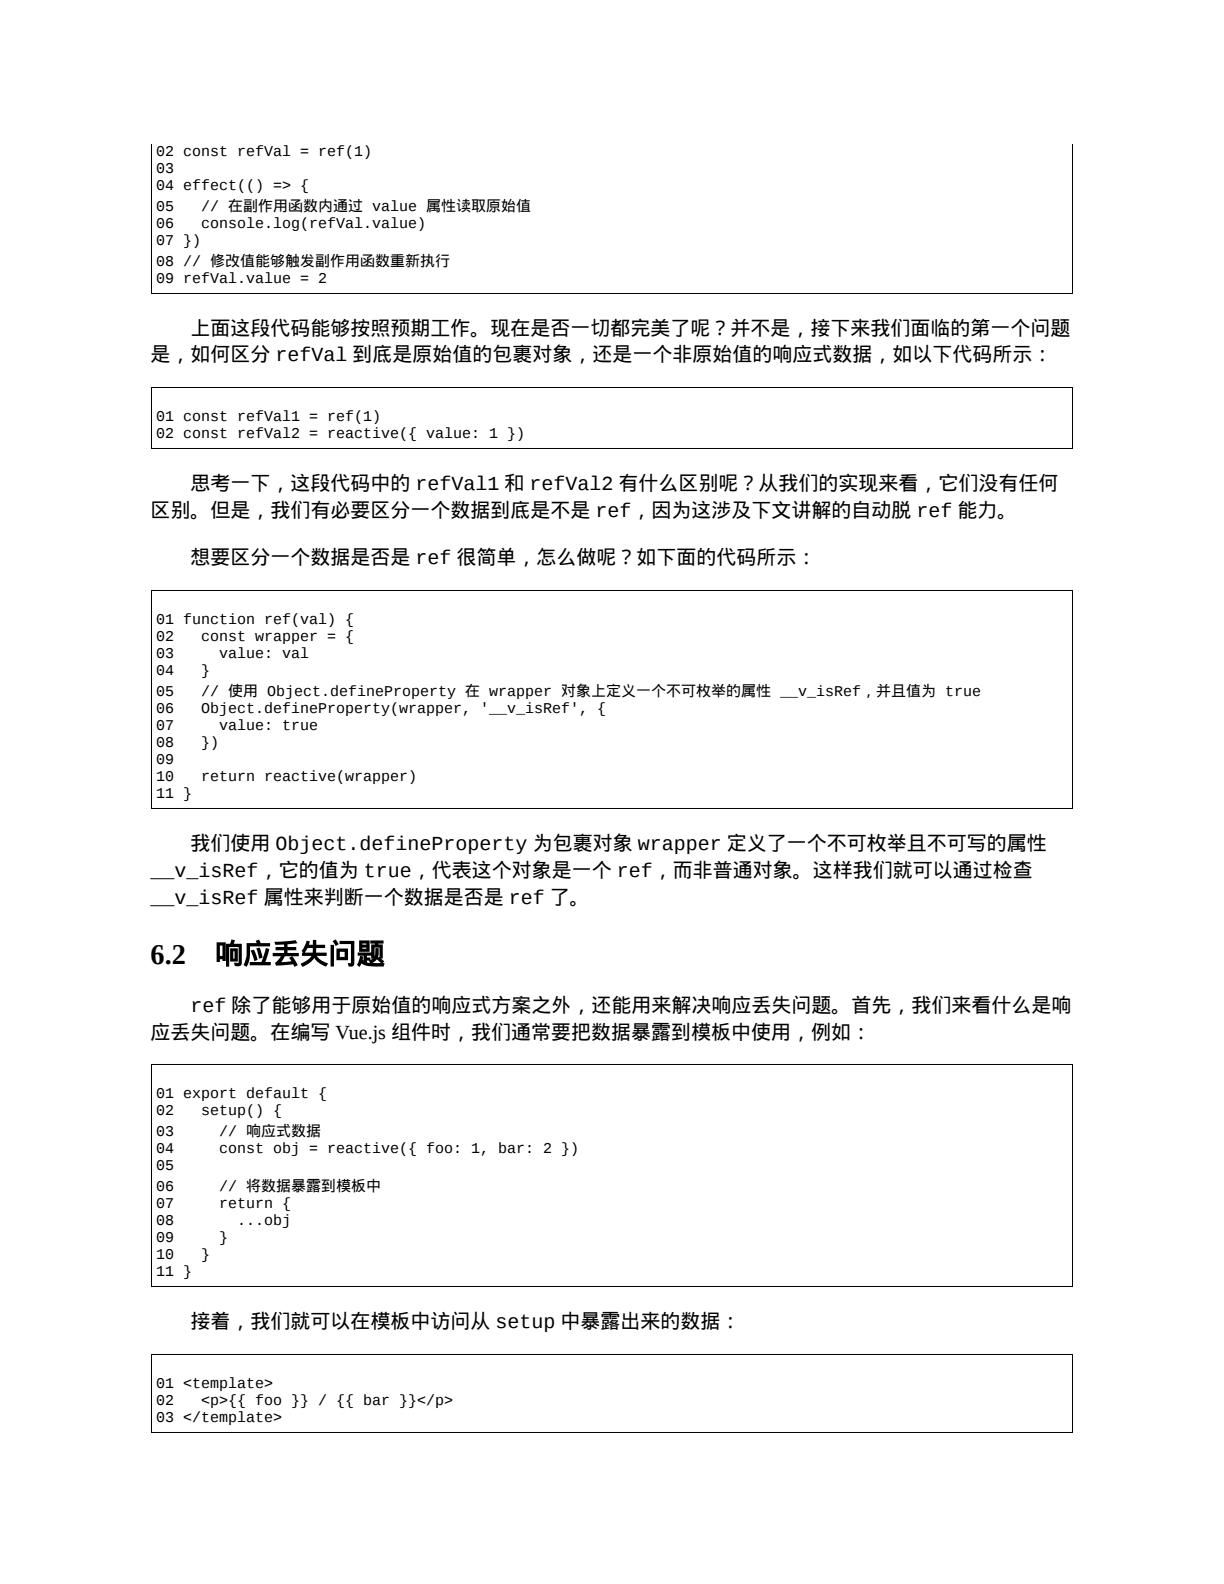 02 const refVal = ref(1)
03
04 effect(() => {
05   // 在副作用函数内通过 value 属性读取原始值
06   console.log(refVal.value)
07 })
08 // 修改值能够触发副作用函数重新执行
09 refVal.value = 2
上面这段代码能够按照预期工作。现在是否一切都完美了呢？并不是，接下来我们面临的第一个问题
是，如何区分 refVal 到底是原始值的包裹对象，还是一个非原始值的响应式数据，如以下代码所示：
01 const refVal1 = ref(1)
02 const refVal2 = reactive({ value: 1 })
思考一下，这段代码中的 refVal1 和 refVal2 有什么区别呢？从我们的实现来看，它们没有任何
区别。但是，我们有必要区分一个数据到底是不是 ref，因为这涉及下文讲解的自动脱 ref 能力。
想要区分一个数据是否是 ref 很简单，怎么做呢？如下面的代码所示：
01 function ref(val) {
02   const wrapper = {
03     value: val
04   }
05   // 使用 Object.defineProperty 在 wrapper 对象上定义一个不可枚举的属性 __v_isRef，并且值为 true
06   Object.defineProperty(wrapper, '__v_isRef', {
07     value: true
08   })
09
10   return reactive(wrapper)
11 }
我们使用 Object.defineProperty 为包裹对象 wrapper 定义了一个不可枚举且不可写的属性
__v_isRef，它的值为 true，代表这个对象是一个 ref，而非普通对象。这样我们就可以通过检查
__v_isRef 属性来判断一个数据是否是 ref 了。
6.2 响应丢失问题
ref 除了能够用于原始值的响应式方案之外，还能用来解决响应丢失问题。首先，我们来看什么是响
应丢失问题。在编写 Vue.js 组件时，我们通常要把数据暴露到模板中使用，例如：
01 export default {
02   setup() {
03     // 响应式数据
04     const obj = reactive({ foo: 1, bar: 2 })
05
06     // 将数据暴露到模板中
07     return {
08       ...obj
09     }
10   }
11 }
接着，我们就可以在模板中访问从 setup 中暴露出来的数据：
01 <template>
02   <p>{{ foo }} / {{ bar }}</p>
03 </template>